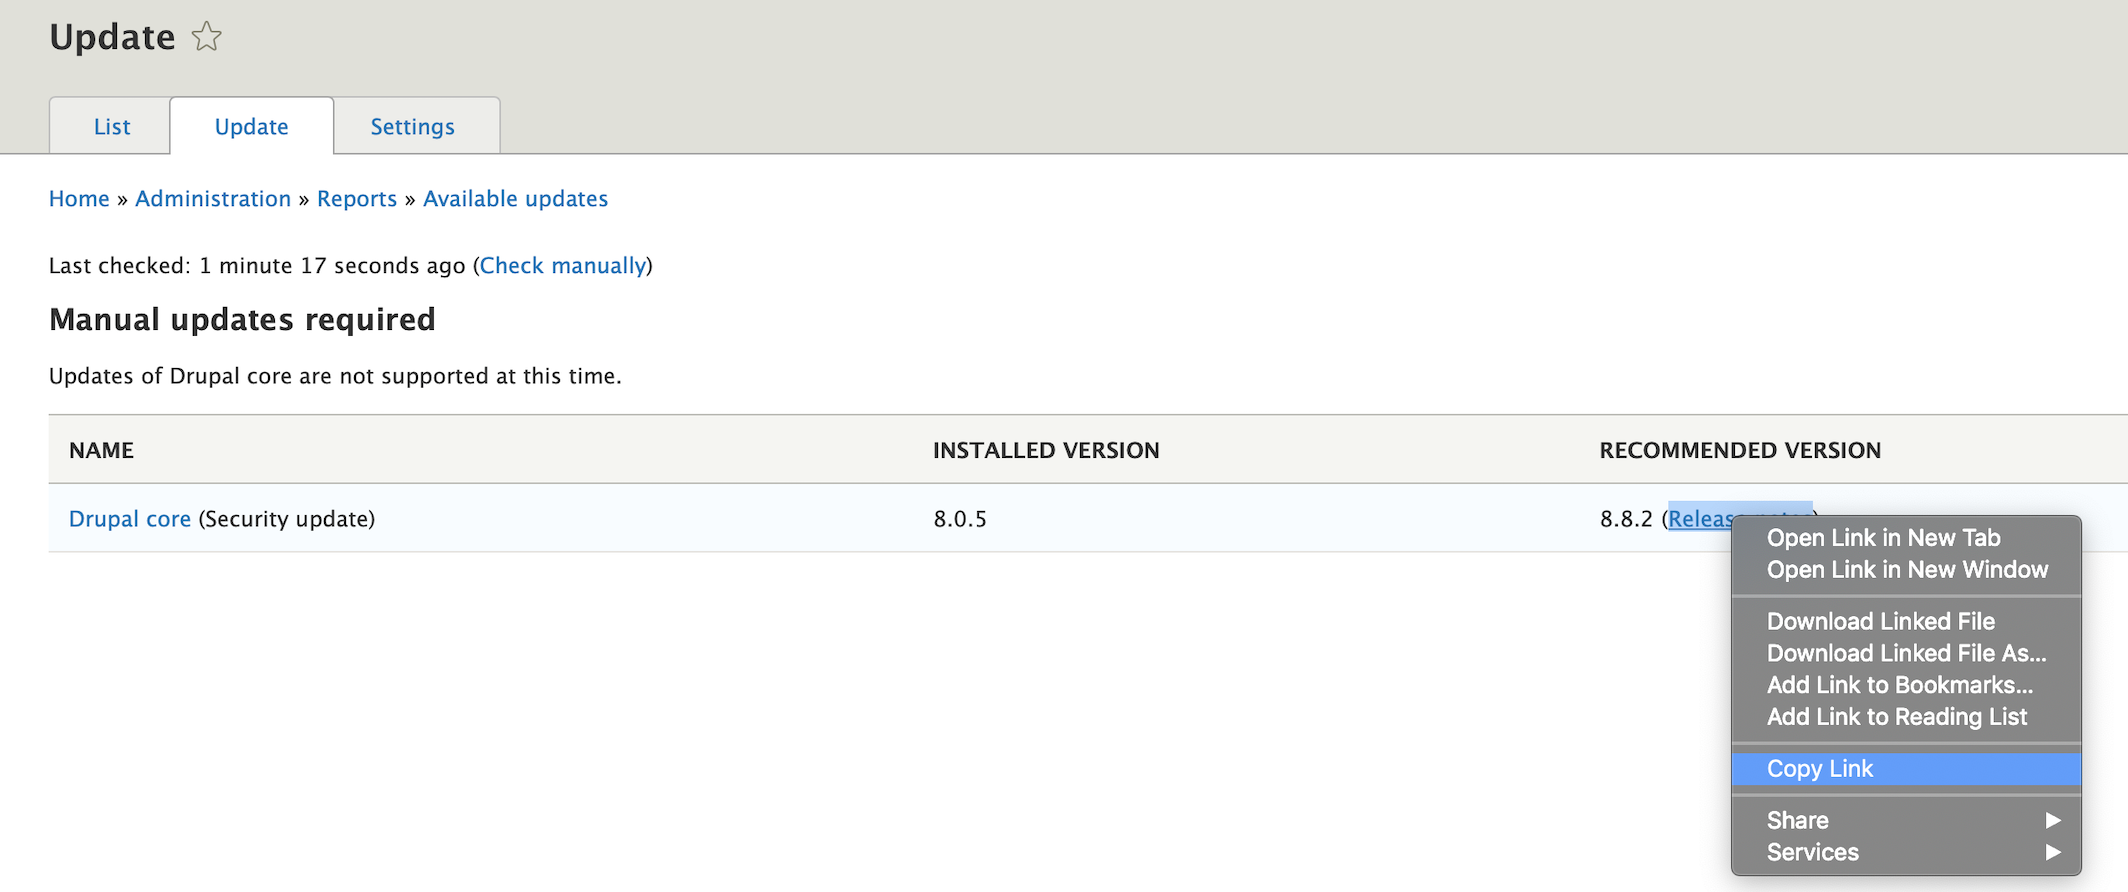 Update
List Update Settings
Home » Administration » Reports » Available updates
Last checked: 1 minute 17 seconds ago (Check manually)
Manual updates required
Updates of Drupal core are not supported at this time.
NAME INSTALLED VERSION RECOMMENDED VERSION
Drupal core (Security update) 8.0.5 8.8.2 (
Open Link in New Tab
Open Link in New Window
Download Linked File
Download Linked File As...
Add Link to Bookmarks...
Add Link to Reading List
Copy Link
Share
Services